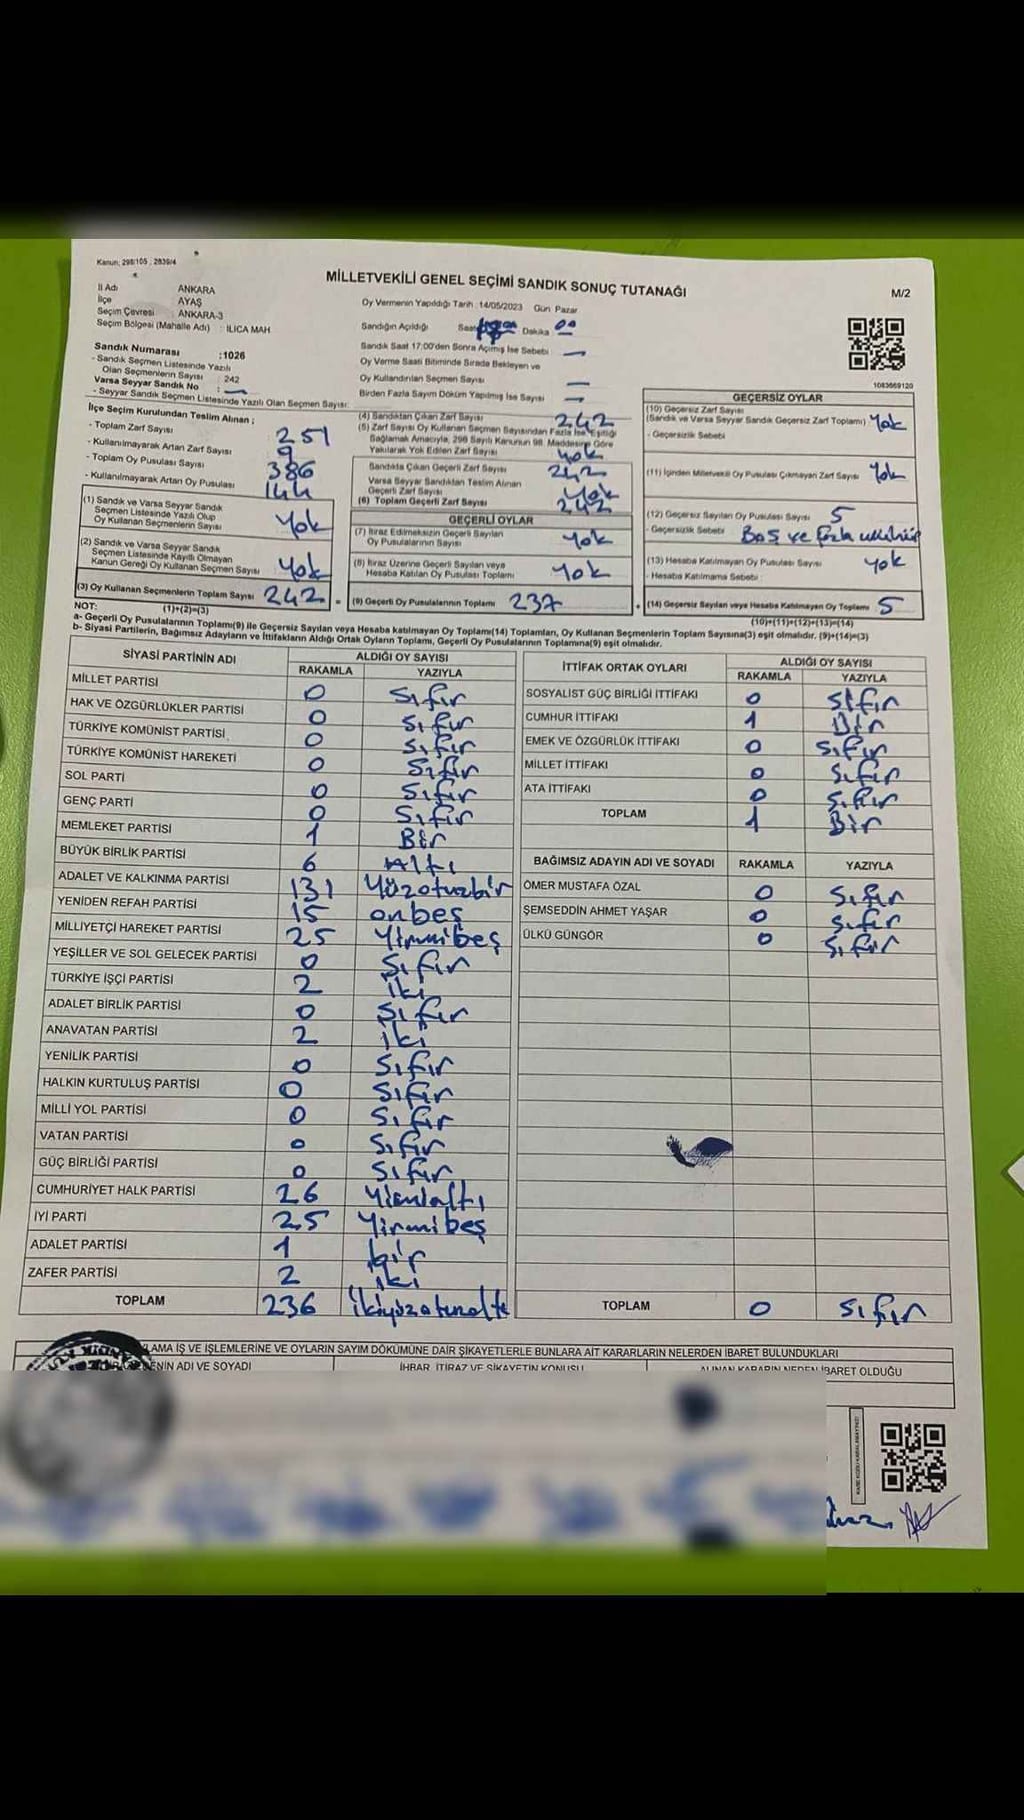 Kanun; 298/105 , 2839/4
MİLLETVEKİLİ GENEL SEÇİMİ SANDIK SONUÇ TUTANAĞI
M/2
İl Adı ANKARA
İlçe AYAŞ
Seçim Çevresi : ANKARA-3
Seçim Bölgesi (Mahalle Adı) : ILICA MAH
Sandık Numarası :1026
- Sandık Seçmen Listesinde Yazılı
Olan Seçmenlerin Sayısı : 242
Varsa Seyyar Sandık No : —
- Seyyar Sandık Seçmen Listesinde Yazılı Olan Seçmen Sayısı:
Oy Vermenin Yapıldığı Tarih :14/05/2023 Gün Pazar
Sandığın Açıldığı Saat Dakika 00
Sandık Saat 17:00'den Sonra Açılmış İse Sebebi —
Oy Verme Saati Bitiminde Sırada Bekleyen ve
Oy Kullandırılan Seçmen Sayısı —
Birden Fazla Sayım Döküm Yapılmış İse Sayısı —
1083669120
İlçe Seçim Kurulundan Teslim Alınan ;
- Toplam Zarf Sayısı 251
- Kullanılmayarak Artan Zarf Sayısı 9
- Toplam Oy Pusulası Sayısı 386
- Kullanılmayarak Artan Oy Pusulası 144
(1) Sandık ve Varsa Seyyar Sandık
Seçmen Listesinde Yazılı Olup
Oy Kullanan Seçmenlerin Sayısı Yok
(2) Sandık ve Varsa Seyyar Sandık
Seçmen Listesinde Kayıtlı Olmayan
Kanun Gereği Oy Kullanan Seçmen Sayısı Yok
(3) Oy Kullanan Seçmenlerin Toplam Sayısı 242 =
(4) Sandıktan Çıkan Zarf Sayısı 242
(5) Zarf Sayısı Oy Kullanan Seçmen Sayısından Fazla İse Eşitliği
Sağlamak Amacıyla, 298 Sayılı Kanunun 98. Maddesine Göre
Yakılarak Yok Edilen Zarf Sayısı Yok
Sandıkta Çıkan Geçerli Zarf Sayısı 242
Varsa Seyyar Sandıktan Teslim Alınan
Geçerli Zarf Sayısı Yok
(6) Toplam Geçerli Zarf Sayısı 242
GEÇERLİ OYLAR
(7) İtiraz Edilmeksizin Geçerli Sayılan
Oy Pusulalarının Sayısı Yok
(8) İtiraz Üzerine Geçerli Sayılan veya
Hesaba Katılan Oy Pusulası Toplamı Yok
(9) Geçerli Oy Pusulalarının Toplamı 237 +
GEÇERSİZ OYLAR
(10) Geçersiz Zarf Sayısı
(Sandık ve Varsa Seyyar Sandık Geçersiz Zarf Toplamı) Yok
- Geçersizlik Sebebi
(11) İçinden Milletvekili Oy Pusulası Çıkmayan Zarf Sayısı Yok
(12) Geçersiz Sayılan Oy Pusulası Sayısı 5
- Geçersizlik Sebebi : Boş ve fazla mühür
(13) Hesaba Katılmayan Oy Pusulası Sayısı Yok
- Hesaba Katılmama Sebebi :
(14) Geçersiz Sayılan veya Hesaba Katılmayan Oy Toplamı 5
NOT: (1)+(2)=(3) (10)+(11)+(12)+(13)=(14)
a- Geçerli Oy Pusulaların Toplamı(9) ile Geçersiz Sayılan veya Hesaba katılmayan Oy Toplamı(14) Toplamları, Oy Kullanan Seçmenlerin Toplam Sayısına(3) eşit olmalıdır. (9)+(14)=(3)
b- Siyasi Partilerin, Bağımsız Adayların ve İttifakların Aldığı Ortak Oyların Toplamı, Geçerli Oy Pusulalarının Toplamına(9) eşit olmalıdır.
SİYASİ PARTİNİN ADI ALDIĞI OY SAYISI
RAKAMLA YAZIYLA
MİLLET PARTİSİ 0 Sıfır
HAK VE ÖZGÜRLÜKLER PARTİSİ 0 Sıfır
TÜRKİYE KOMÜNİST PARTİSİ 0 Sıfır
TÜRKİYE KOMÜNİST HAREKETİ 0 Sıfır
SOL PARTİ 0 Sıfır
GENÇ PARTİ 0 Sıfır
MEMLEKET PARTİSİ 1 Bir
BÜYÜK BİRLİK PARTİSİ 6 Altı
ADALET VE KALKINMA PARTİSİ 131 Yüzotuzbir
YENİDEN REFAH PARTİSİ 15 onbeş
MİLLİYETÇİ HAREKET PARTİSİ 25 Yirmibeş
YEŞİLLER VE SOL GELECEK PARTİSİ 0 Sıfır
TÜRKİYE İŞÇİ PARTİSİ 2 iki
ADALET BİRLİK PARTİSİ 0 Sıfır
ANAVATAN PARTİSİ 2 iki
YENİLİK PARTİSİ 0 Sıfır
HALKIN KURTULUŞ PARTİSİ 0 Sıfır
MİLLİ YOL PARTİSİ 0 Sıfır
VATAN PARTİSİ 0 Sıfır
GÜÇ BİRLİĞİ PARTİSİ 0 Sıfır
CUMHURİYET HALK PARTİSİ 26
İYİ PARTİ 25 Yirmibeş
ADALET PARTİSİ 1 bir
ZAFER PARTİSİ 2 iki
TOPLAM 236
İTTİFAK ORTAK OYLARI ALDIĞI OY SAYISI
RAKAMLA YAZIYLA
SOSYALİST GÜÇ BİRLİĞİ İTTİFAKI 0 Sıfır
CUMHUR İTTİFAKI 1 Bir
EMEK VE ÖZGÜRLÜK İTTİFAKI 0 Sıfır
MİLLET İTTİFAKI 0 Sıfır
ATA İTTİFAKI 0 Sıfır
TOPLAM 1 Bir
BAĞIMSIZ ADAYIN ADI VE SOYADI RAKAMLA YAZIYLA
ÖMER MUSTAFA ÖZAL 0 Sıfır
ŞEMSEDDİN AHMET YAŞAR 0 Sıfır
ÜLKÜ GÜNGÖR 0 Sıfır
TOPLAM 0 Sıfır
LAMA İŞ VE İŞLEMLERİNE VE OYLARIN SAYIM DÖKÜMÜNE DAİR ŞİKAYETLERLE BUNLARA AİT KARARLARIN NELERDEN İBARET BULUNDUKLARI
ENİN ADI VE SOYADI İHBAR, İTİRAZ VE ŞİKAYETİN KONUSU ALINAN KARARIN NEDEN İBARET OLDUĞU